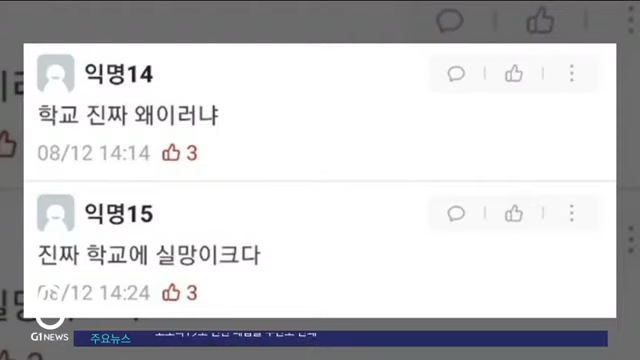 익명14
학교 진짜 왜이러냐
08/12 14:14 3
익명15
진짜 학교에 실망이크다
08/12 14:24 3
G1NEWS
주요뉴스